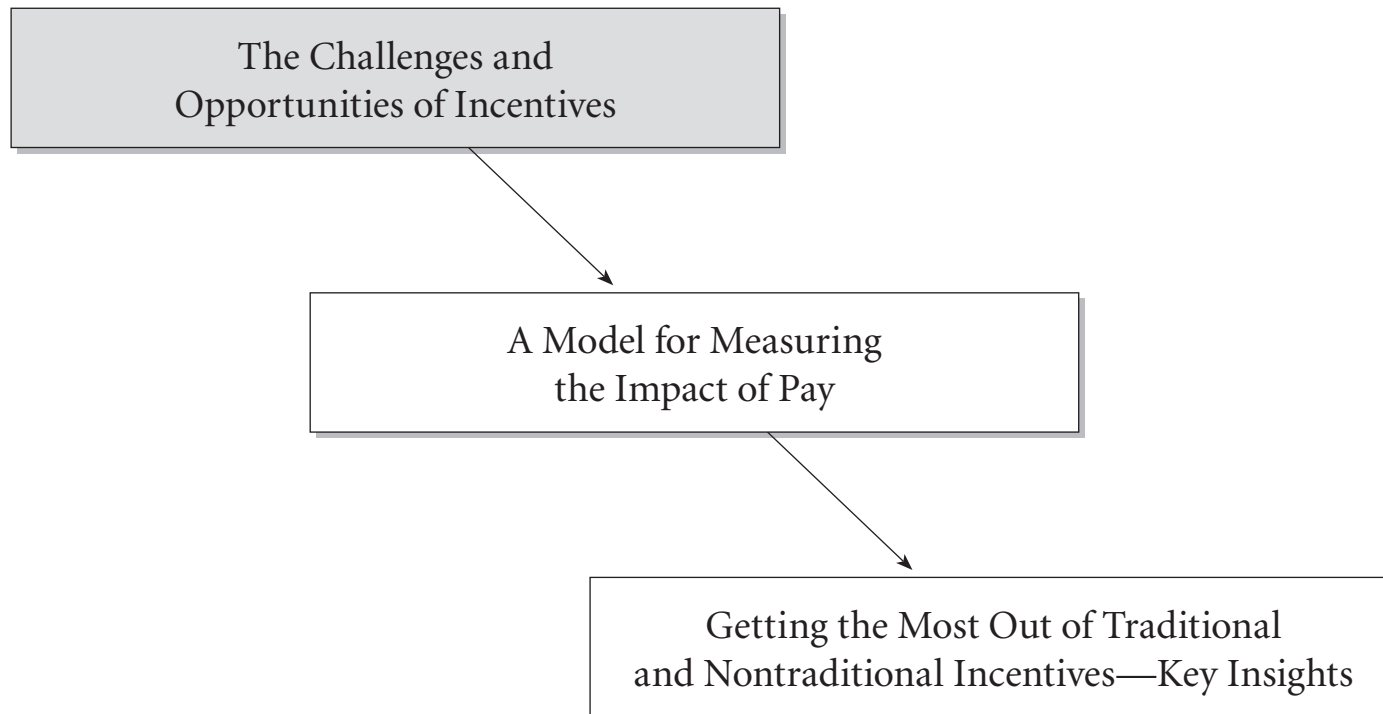 The Challenges and
Opportunities of Incentives
A Model for Measuring
the Impact of Pay
Getting the Most Out of Traditional
and Nontraditional Incentives—Key Insights